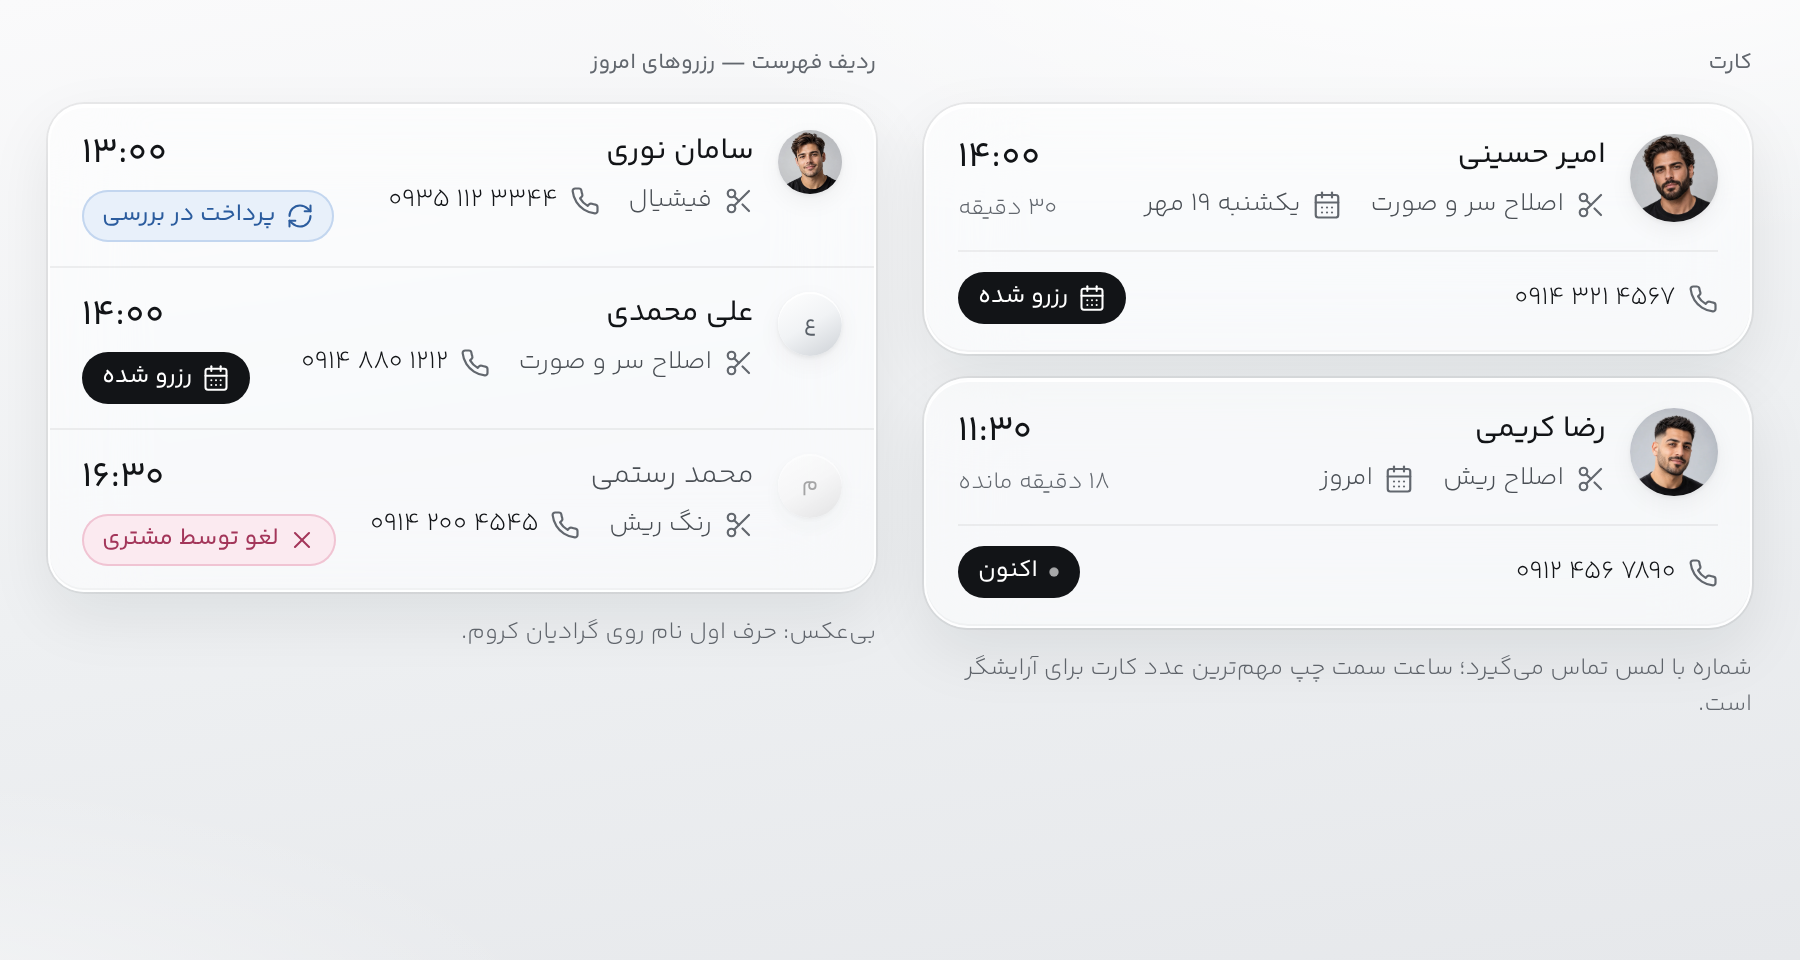 کارت
امیر حسینی
۱۴:۰۰
اصلاح سر و صورت
یکشنبه ۱۹ مهر
۳۰ دقیقه
۰۹۱۴ ۳۲۱ ۴۵۶۷
رزرو شده
رضا کریمی
۱۱:۳۰
اصلاح ریش
امروز
۱۸ دقیقه مانده
۰۹۱۲ ۴۵۶ ۷۸۹۰
اکنون
شماره با لمس تماس می‌گیرد؛ ساعت سمت چپ مهم‌ترین عدد کارت برای آرایشگر
است.
ردیف فهرست — رزروهای امروز
سامان نوری
۱۳:۰۰
فیشیال
۰۹۳۵ ۱۱۲ ۳۳۴۴
پرداخت در بررسی
ع
علی محمدی
۱۴:۰۰
اصلاح سر و صورت
۰۹۱۴ ۸۸۰ ۱۲۱۲
رزرو شده
م
محمد رستمی
۱۶:۳۰
رنگ ریش
۰۹۱۴ ۲۰۰ ۴۵۴۵
لغو توسط مشتری
بی‌عکس: حرف اول نام روی گرادیان کروم.